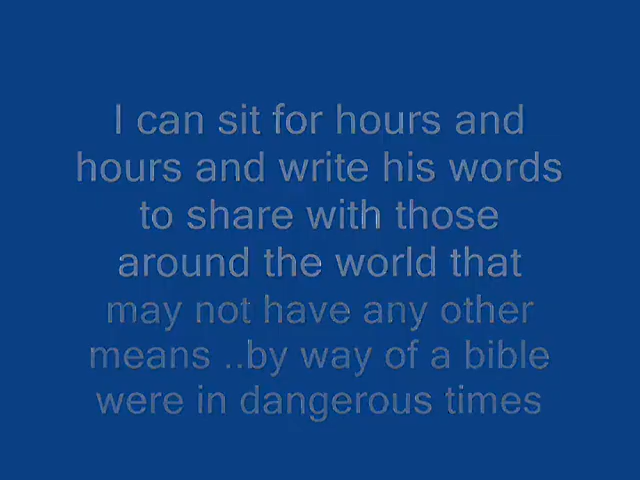 I can sit for hours and
hours and write his words
to share with those
around the world that
may not have any other
means ..by way of a bible
were in dangerous times